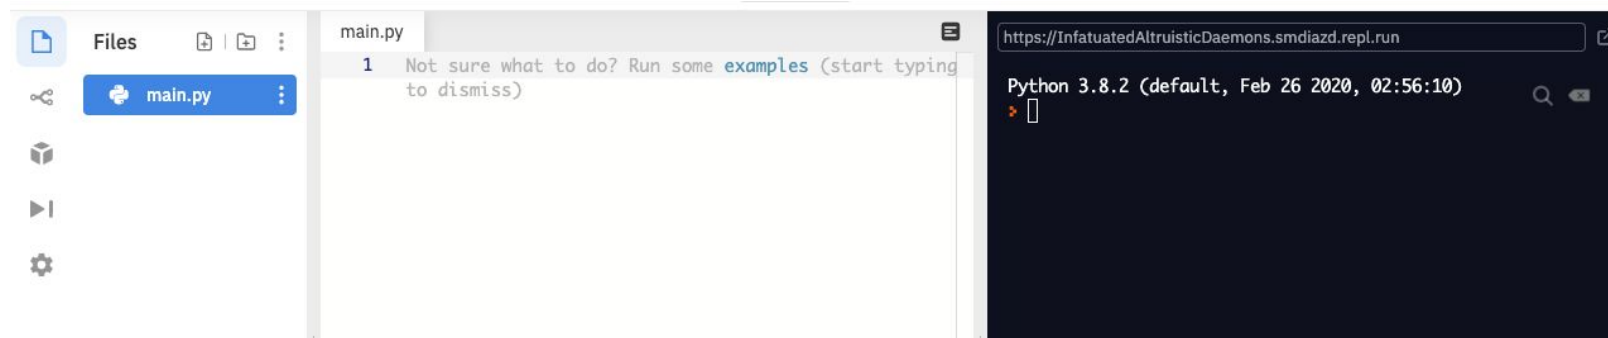 Files
main.py
main.py
1 Not sure what to do? Run some examples (start typing
to dismiss)
https://InfatuatedAltruisticDaemons.smdiazd.repl.run
Python 3.8.2 (default, Feb 26 2020, 02:56:10)